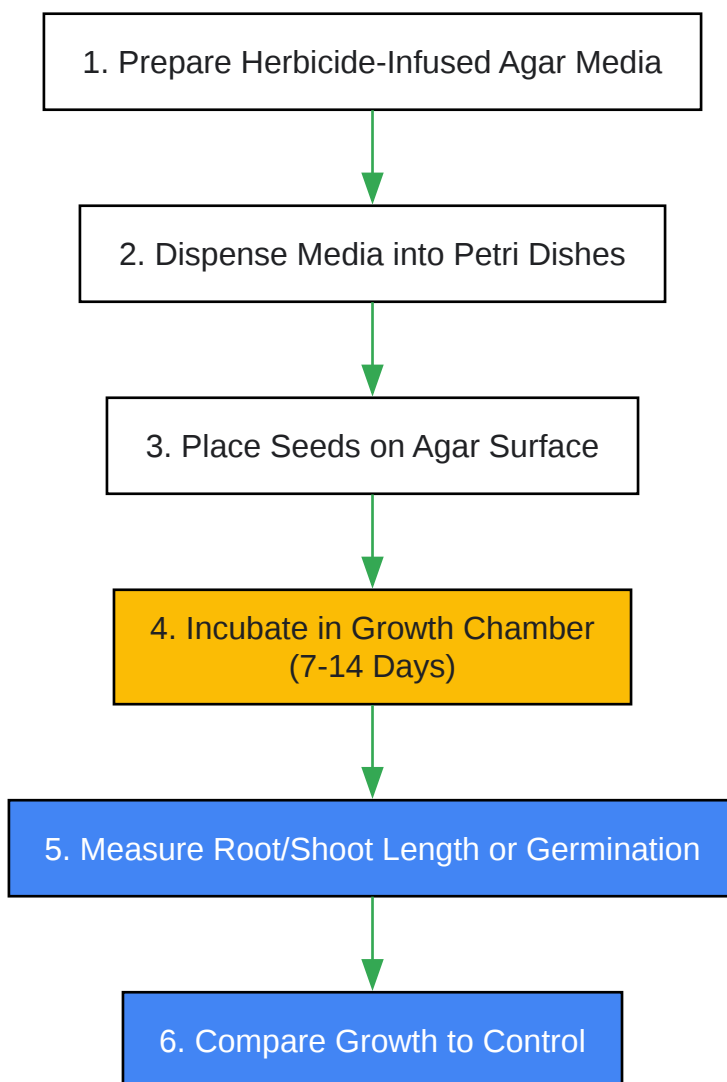 1. Prepare Herbicide-Infused Agar Media
2. Dispense Media into Petri Dishes
3. Place Seeds on Agar Surface
4. Incubate in Growth Chamber
(7-14 Days)
5. Measure Root/Shoot Length or Germination
6. Compare Growth to Control